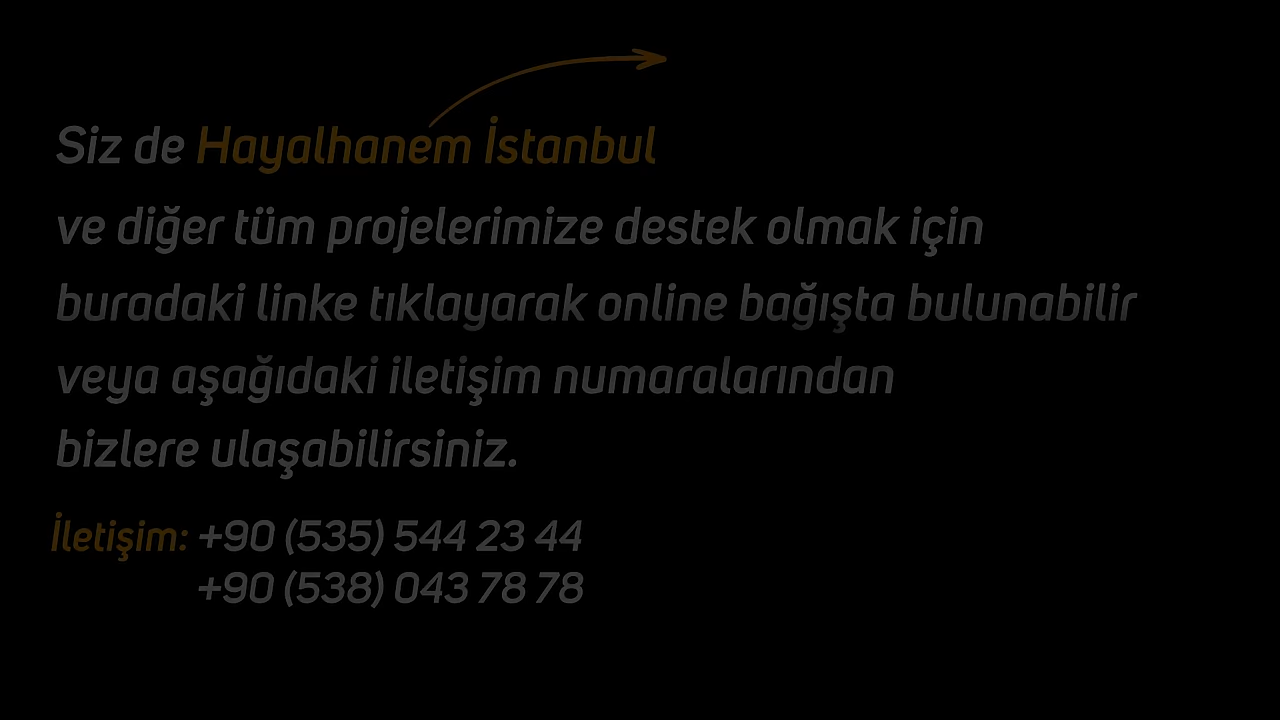 Siz de Hayalhanem İstanbul
ve diğer tüm projelerimize destek olmak için
buradaki linke tıklayarak online bağışta bulunabilir
veya aşağıdaki iletişim numaralarından
bizlere ulaşabilirsiniz.
İletişim: +90 (535) 544 23 44
+90 (538) 043 78 78